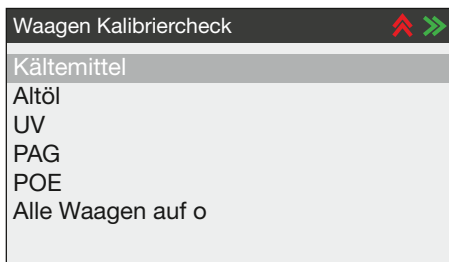 Waagen Kalibriercheck
Kältemittel
Altöl
UV
PAG
POE
Alle Waagen auf o